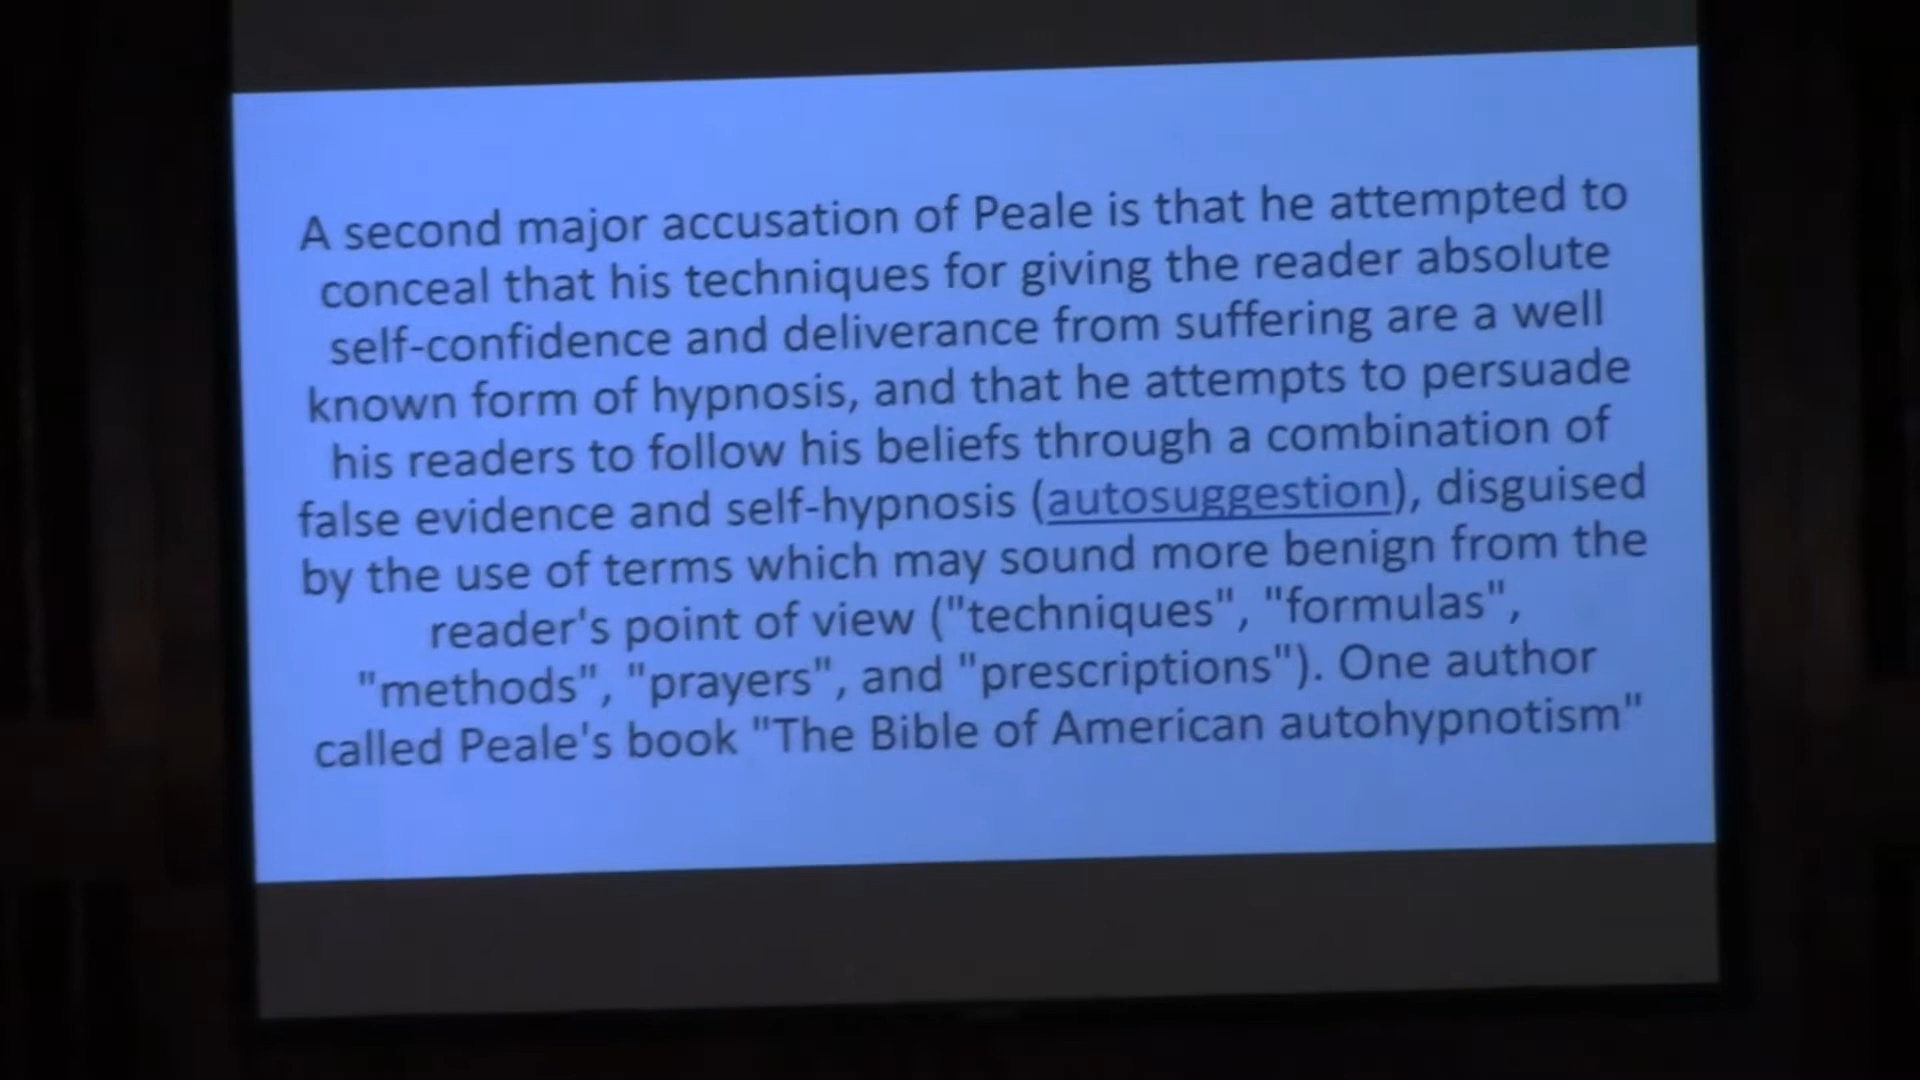 A second major accusation of Peale is that he attempted to
conceal that his techniques for giving the reader absolute
self-confidence and deliverance from suffering are a well
known form of hypnosis, and that he attempts to persuade
his readers to follow his beliefs through a combination of
false evidence and self-hypnosis (autosuggestion), disguised
by the use of terms which may sound more benign from the
reader's point of view ("techniques", "formulas",
"methods", "prayers", and "prescriptions"). One author
called Peale's book "The Bible of American autohypnotism"